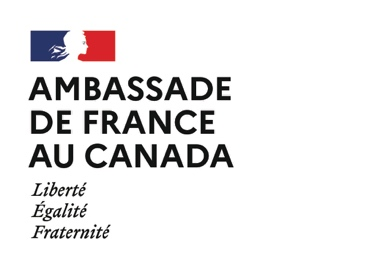 AMBASSADE
DE FRANCE
AU CANADA
Liberté
Égalité
Fraternité